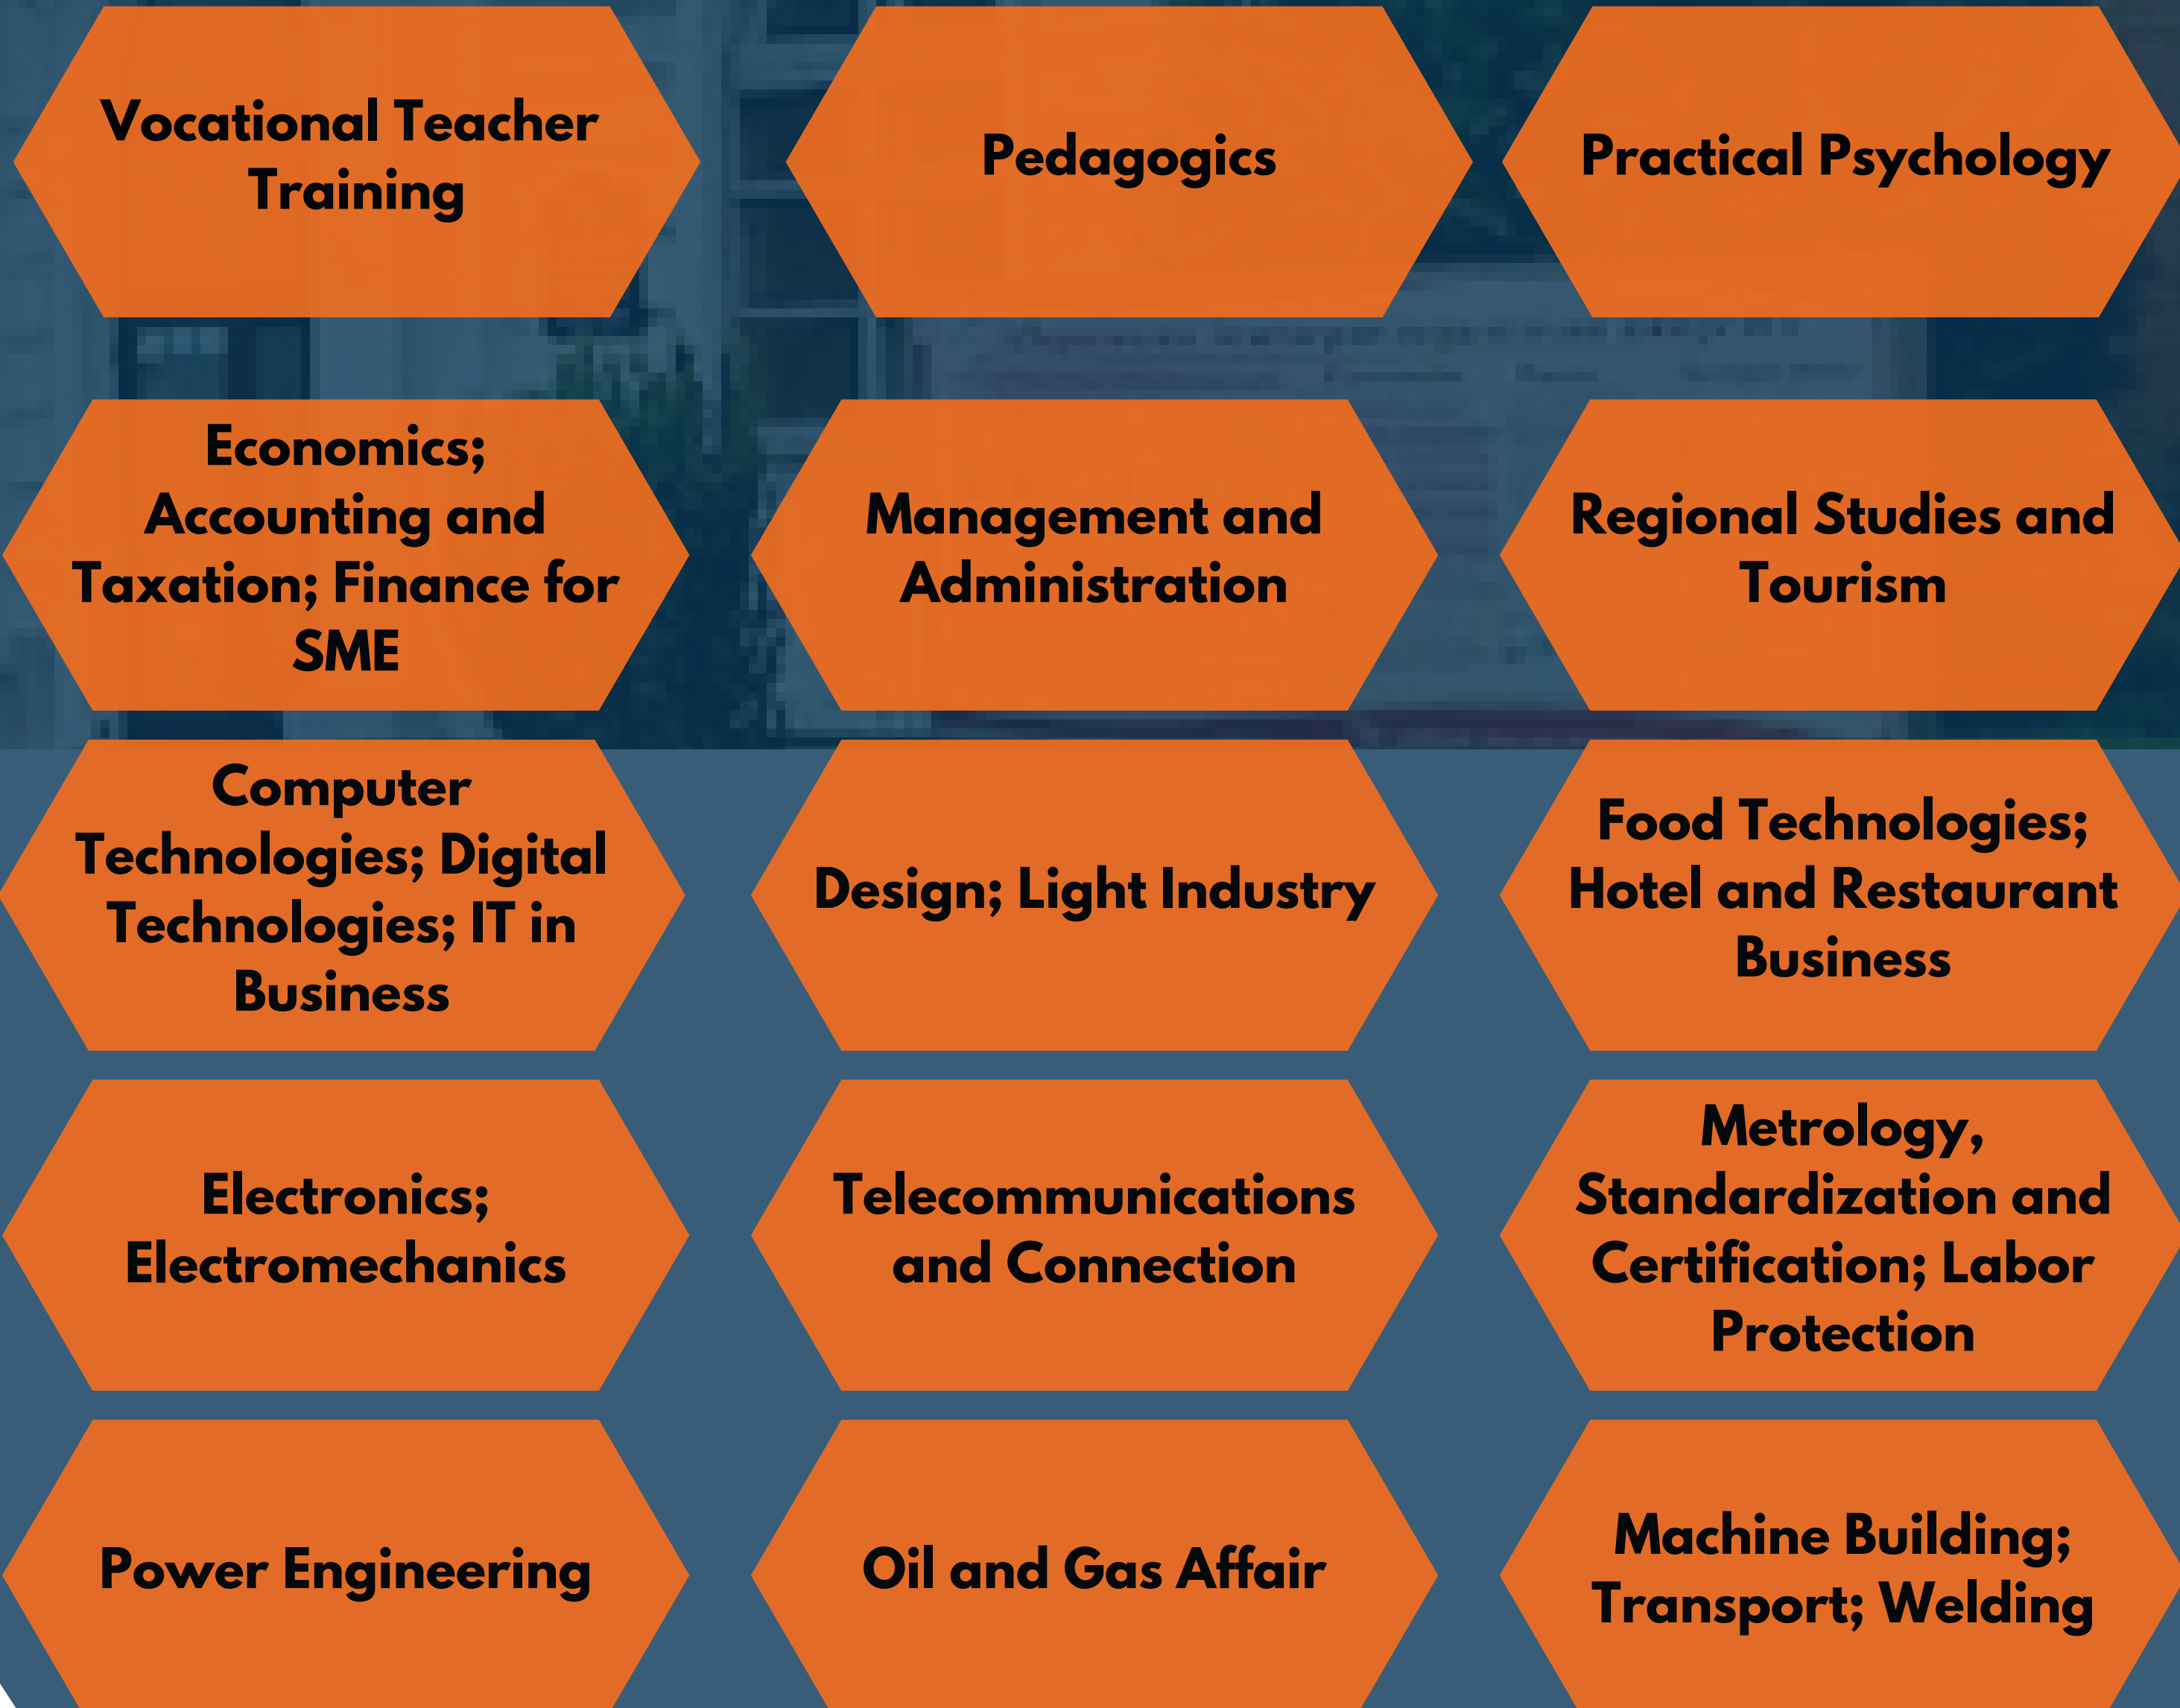 Vocational Teacher
Training
Pedagogics
Practical Psychology
Economics;
Accounting and
Taxation; Finance for
SME
Management and
Administration
Regional Studies and
Tourism
Computer
Technologies; Digital
Technologies; IT in
Business
Design; Light Industry
Food Technologies;
Hotel and Restaurant
Business
Electronics;
Electromechanics
Telecommunications
and Connection
Metrology,
Standardization and
Certification; Labor
Protection
Power Engineering
Oil and Gas Affair
Machine Building;
Transport; Welding